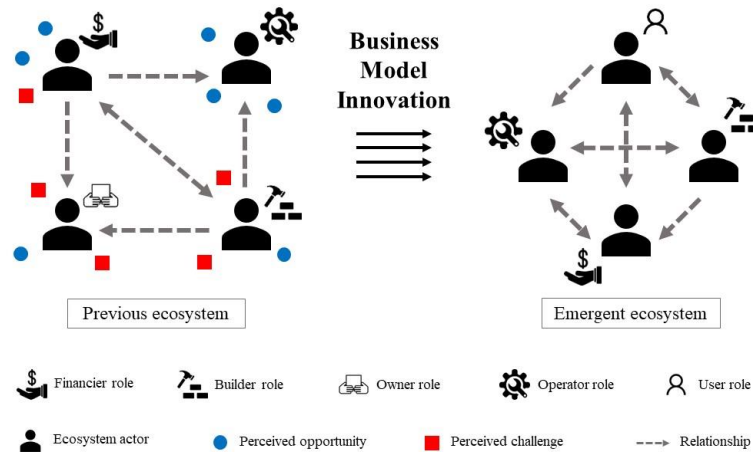 Business
Model
Innovation
Previous ecosystem
Emergent ecosystem
$ Financier role
Builder role
Owner role
Operator role
User role
Ecosystem actor
Perceived opportunity
Perceived challenge
Relationship